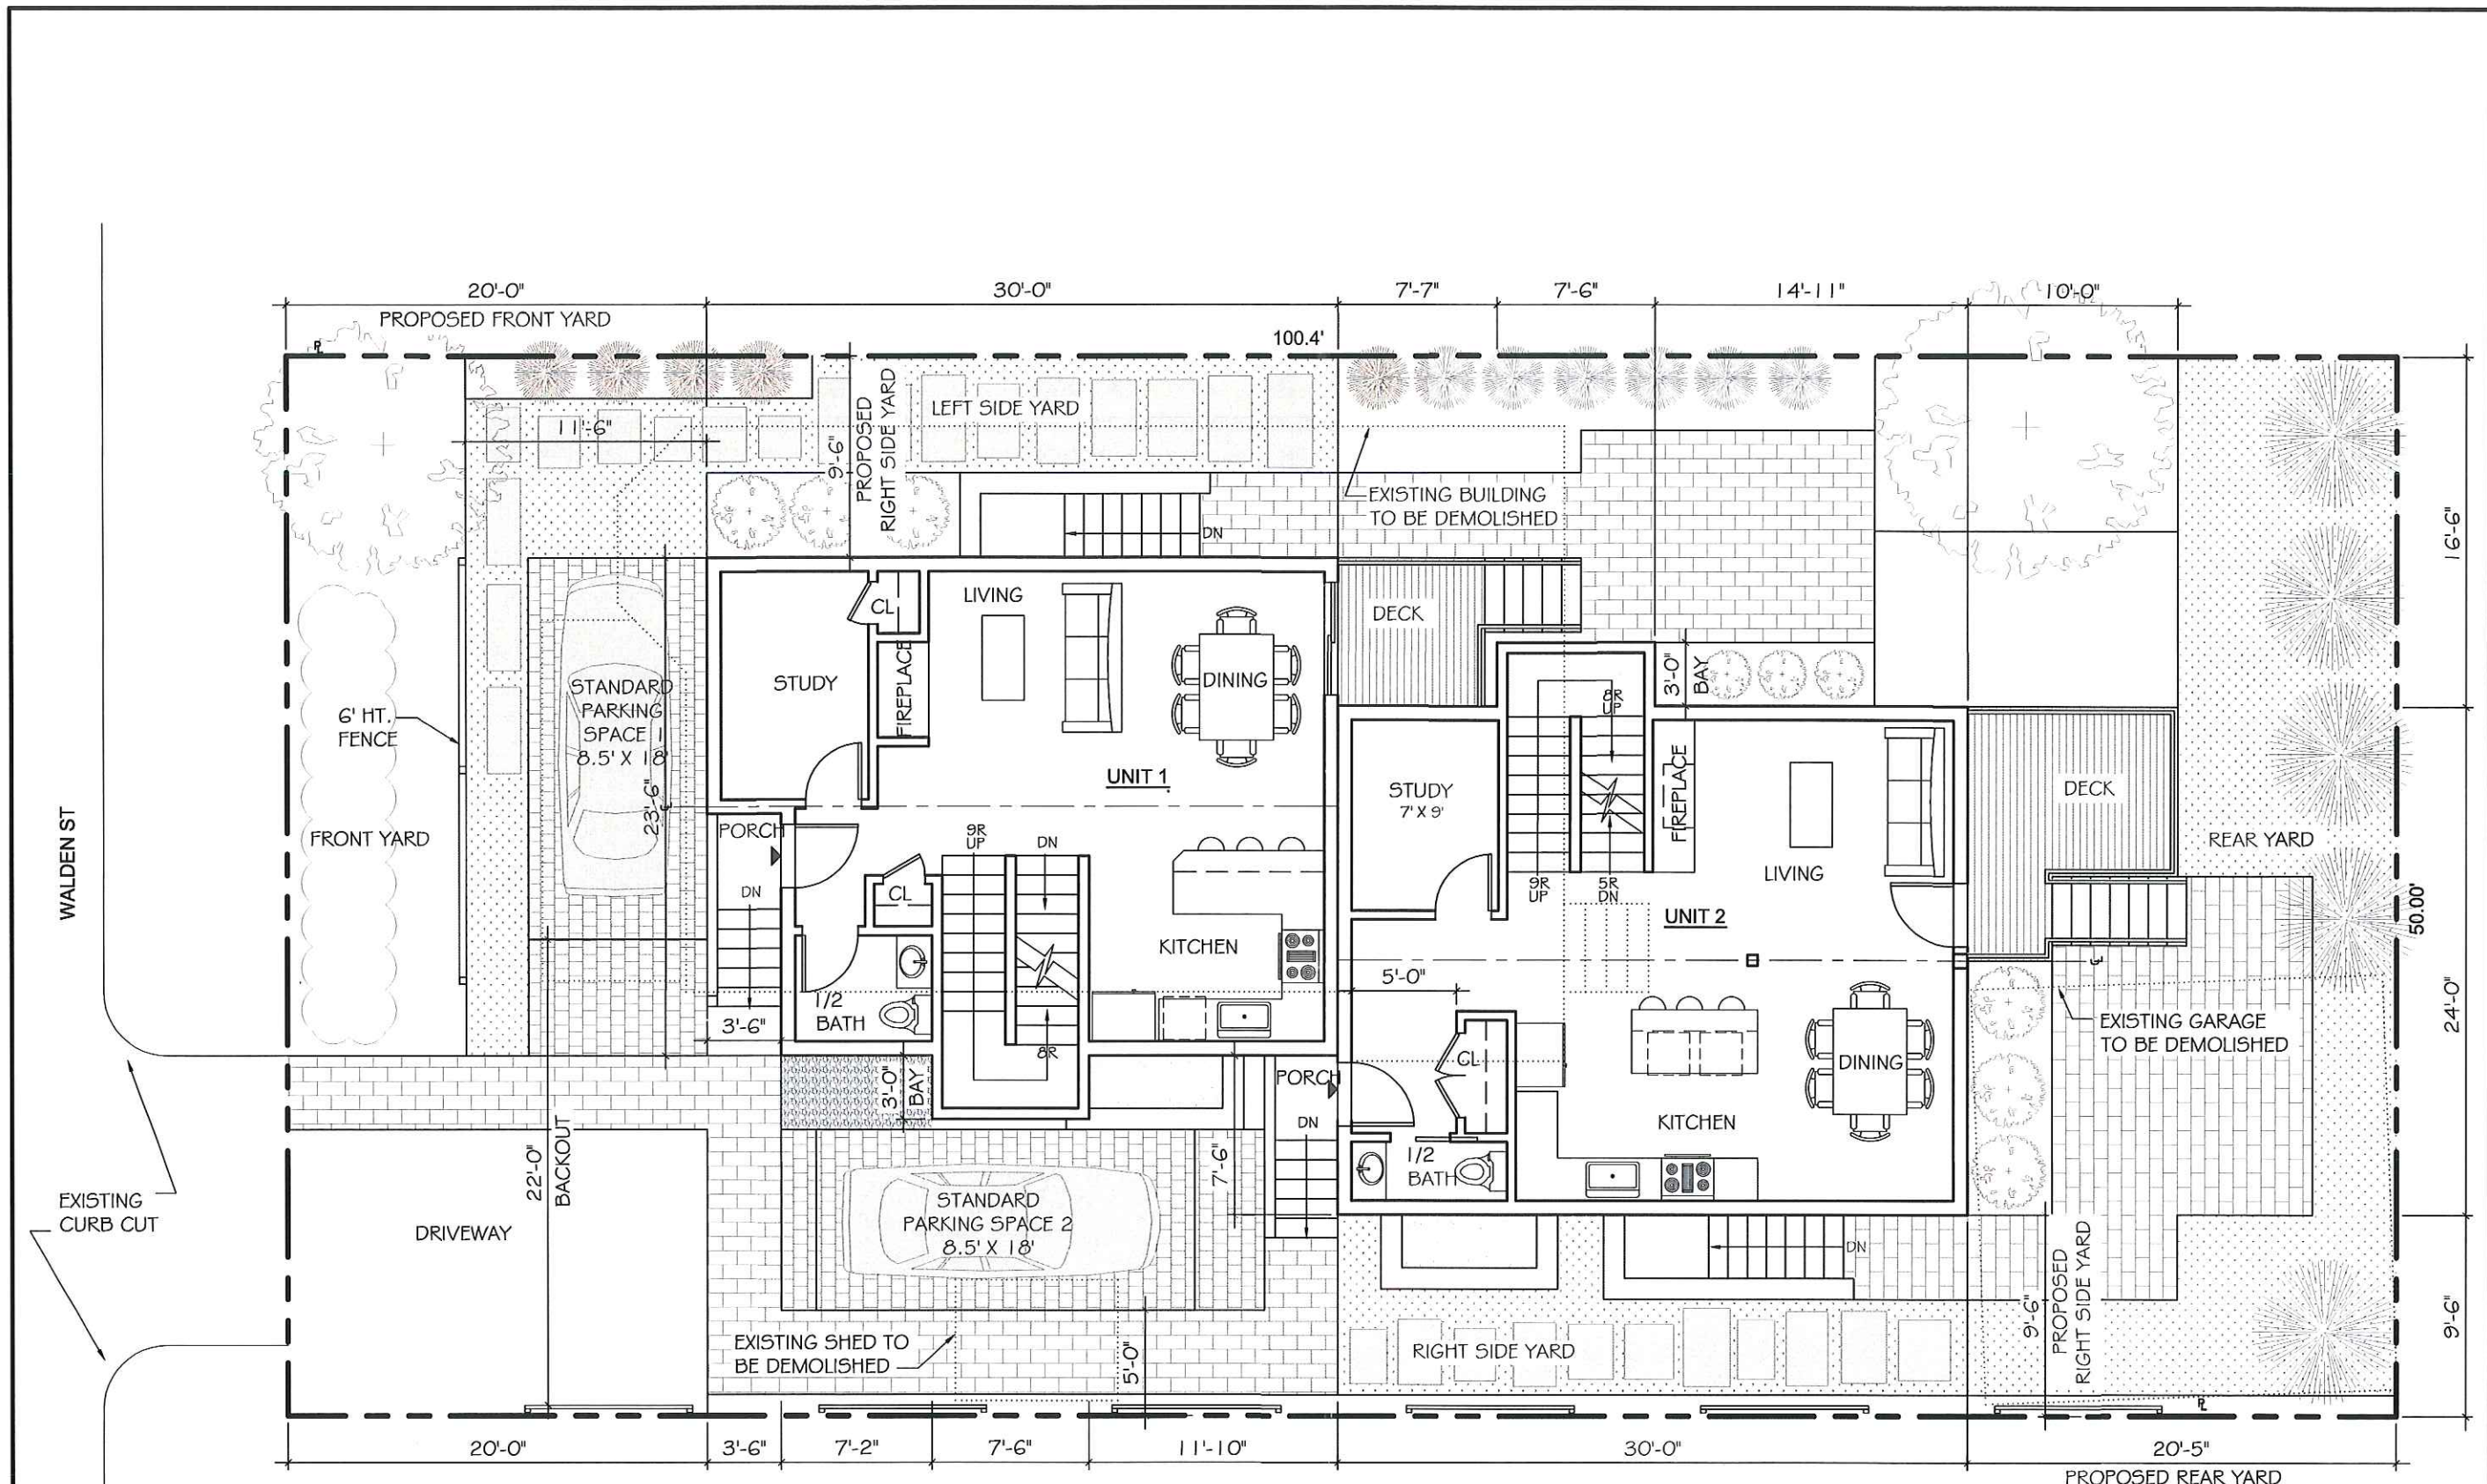 20'-0"
30'-0"
7'-7"
7'-6"
14'-11"
10'-0"
PROPOSED FRONT YARD
100.4'
PL
11'-6"
9'-6"
PROPOSED
RIGHT SIDE YARD
LEFT SIDE YARD
EXISTING BUILDING
TO BE DEMOLISHED
DN
16'-6"
CL
LIVING
DECK
STUDY
FIREPLACE
DINING
3'-0"
BAY
STANDARD
PARKING
SPACE 1
8.5' X 18'
23'-6"
6' HT.
FENCE
8R
UP
UNIT 1
STUDY
7' X 9'
FIREPLACE
DECK
WALDEN ST
FRONT YARD
PORCH
9R
UP
DN
REAR YARD
LIVING
DN
CL
9R
UP
5R
DN
UNIT 2
50.00'
KITCHEN
5'-0"
1/2
BATH
3'-6"
24'-0"
EXISTING GARAGE
TO BE DEMOLISHED
8R
CL
DINING
3'-0"
BAY
PORCH
DN
KITCHEN
22'-0"
BACKOUT
7'-6"
1/2
BATH
EXISTING
CURB CUT
DRIVEWAY
STANDARD
PARKING SPACE 2
8.5' X 18'
DN
9'-6"
PROPOSED
RIGHT SIDE YARD
9'-6"
EXISTING SHED TO
BE DEMOLISHED
5'-0"
RIGHT SIDE YARD
PL
20'-0"
3'-6"
7'-2"
7'-6"
11'-10"
30'-0"
20'-5"
PROPOSED REAR YARD